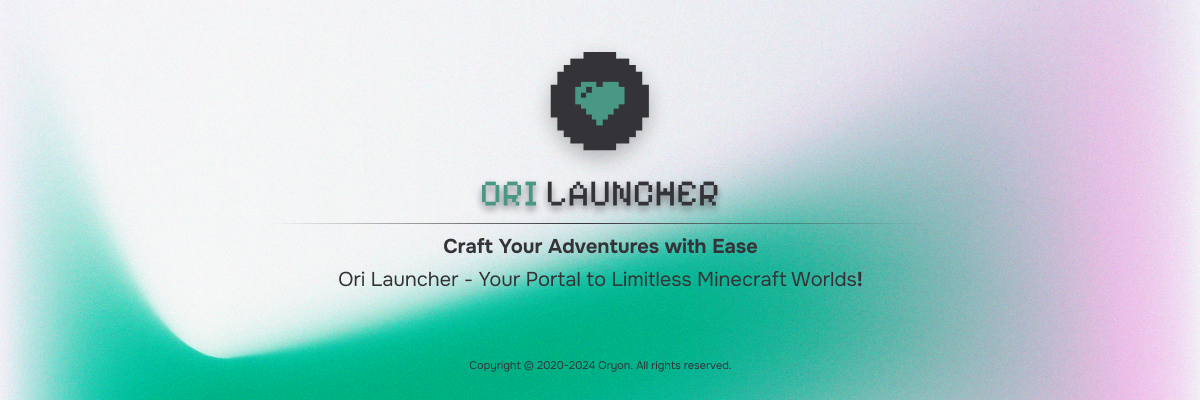 ORI LAUNCHER
Craft Your Adventures with Ease
Ori Launcher - Your Portal to Limitless Minecraft Worlds!
Copyright © 2020-2024 Oryon. All rights reserved.